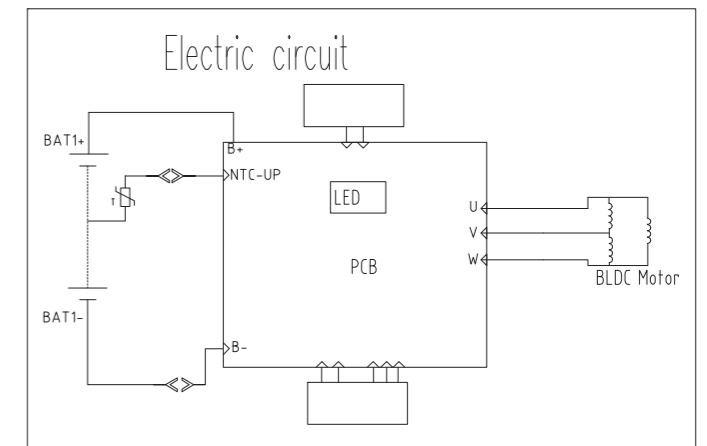 Electric circuit
BAT1+
B+
NTC-UP
T
LED
U
V
W
PCB
BLDC Motor
BAT1-
B-